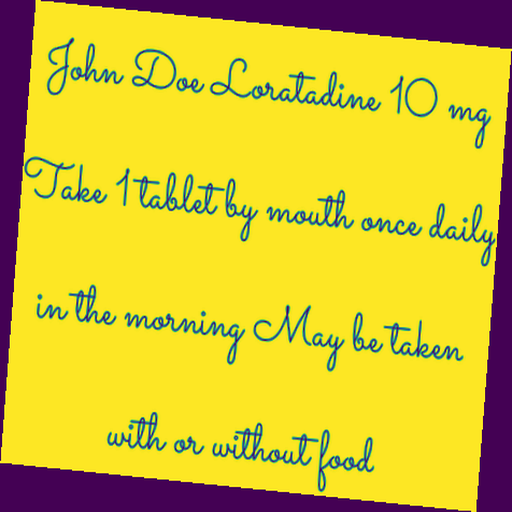 John Doe Loratadine 10 mg
Take 1 tablet by mouth once daily
in the morning May be taken
with or without food